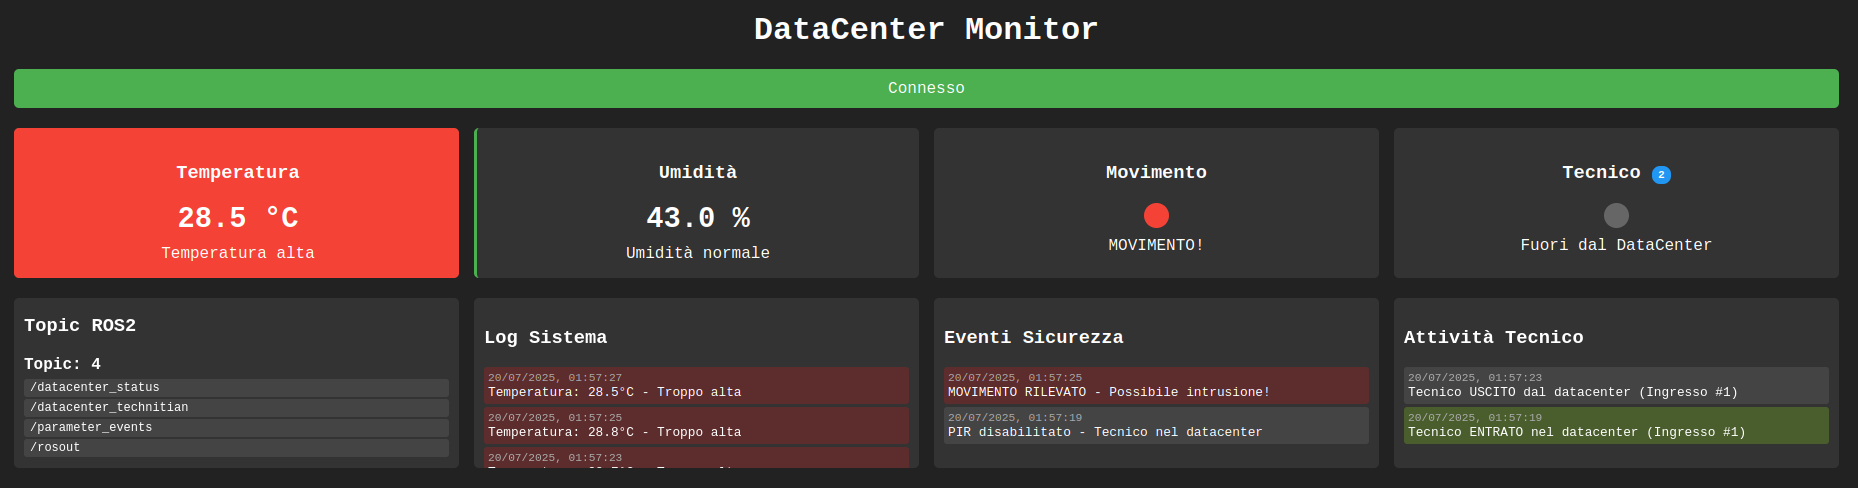 DataCenter Monitor
Connesso
Temperatura
28.5 °C
Temperatura alta
Umidità
43.0 %
Umidità normale
Movimento
MOVIMENTO!
Tecnico 2
Fuori dal DataCenter
Topic ROS2
Topic: 4
/datacenter_status
/datacenter_technitian
/parameter_events
/rosout
Log Sistema
20/07/2025, 01:57:27
Temperatura: 28.5°C - Troppo alta
20/07/2025, 01:57:25
Temperatura: 28.8°C - Troppo alta
20/07/2025, 01:57:23
Eventi Sicurezza
20/07/2025, 01:57:25
MOVIMENTO RILEVATO - Possibile intrusione!
20/07/2025, 01:57:19
PIR disabilitato - Tecnico nel datacenter
Attività Tecnico
20/07/2025, 01:57:23
Tecnico USCITO dal datacenter (Ingresso #1)
20/07/2025, 01:57:19
Tecnico ENTRATO nel datacenter (Ingresso #1)